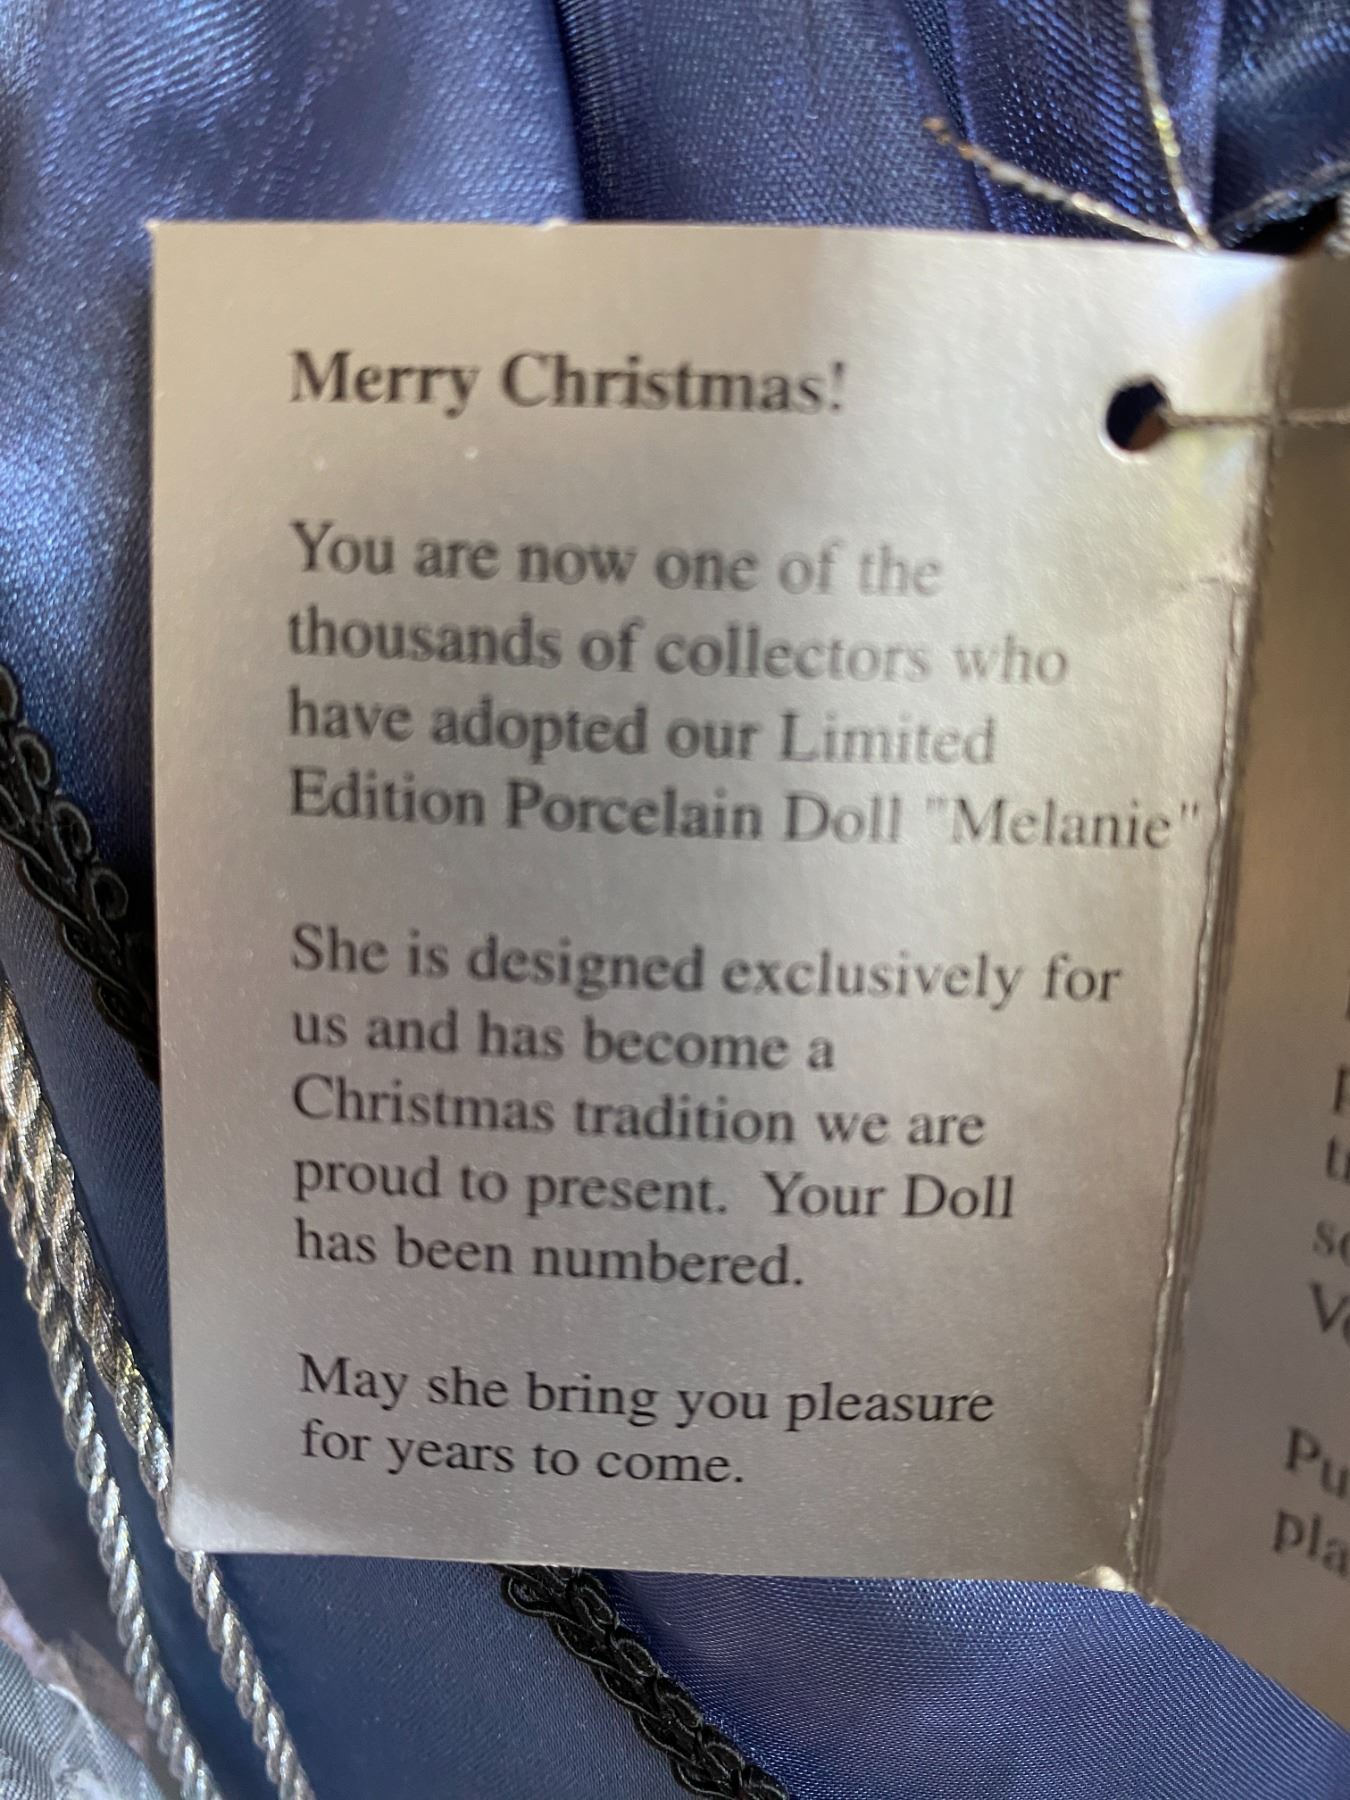 Merry Christmas!
You are now one of the
thousands of collectors who
have adopted our Limited
Edition Porcelain Doll "Melanie"
She is designed exclusively for
us and has become a
Christmas tradition we are
proud to present. Your Doll
has been numbered.
May she bring you pleasure
for years to come.